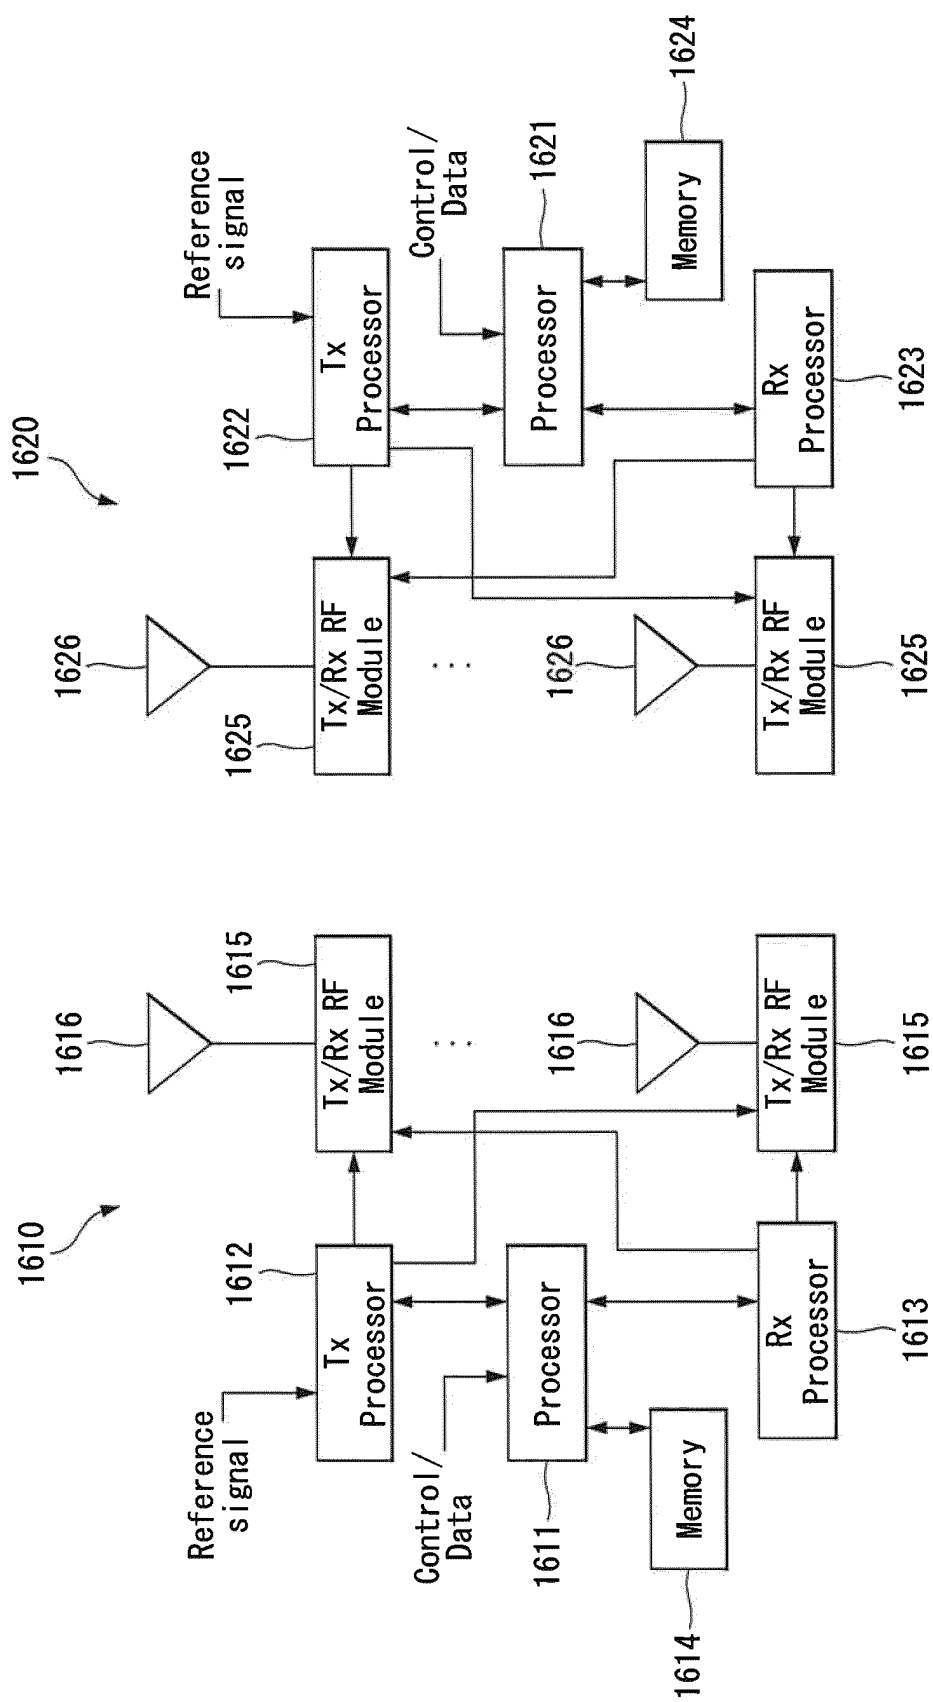 1610
1620
Reference
signal
1612
Tx
Processor
1616
1615
Tx/Rx RF
Module
Control/
Data
1611
Processor
1614
Memory
Rx
Processor
1613
...
1616
Tx/Rx RF
Module
1615
1626
1625
Tx/Rx RF
Module
1622
Tx
Processor
Reference
signal
Control/
Data
Processor
1621
Memory
1624
...
1626
Tx/Rx RF
Module
1625
Rx
Processor
1623